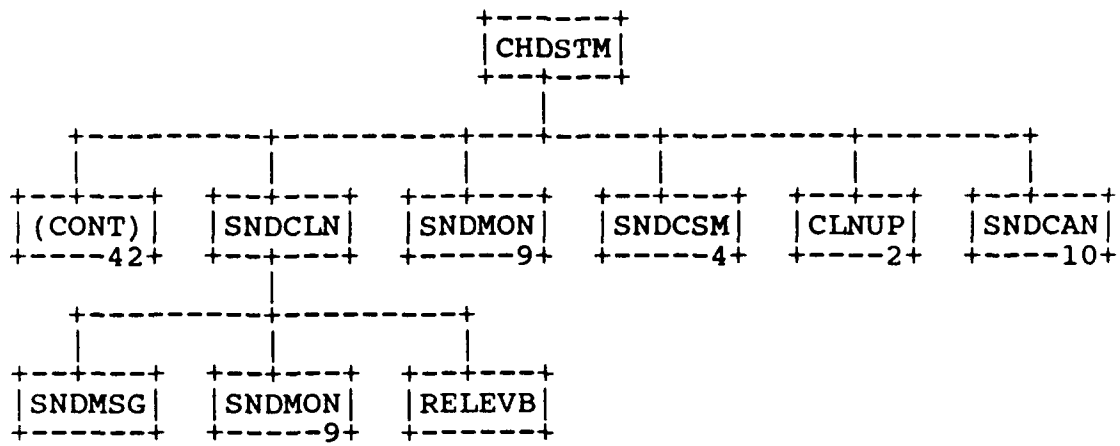 CHDSTM
(CONT) SNDCLN SNDMON SNDCSM CLNUP SNDCAN
42 9 4 2 10
SNDMSG SNDMON RELEVB
9